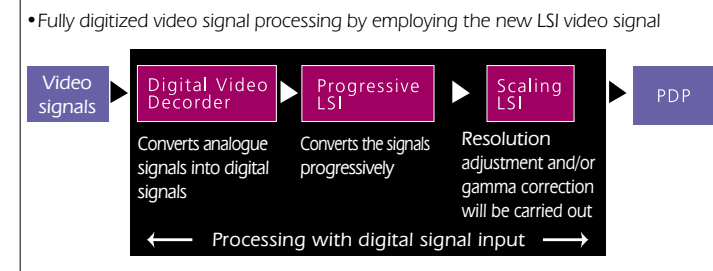 •Fully digitized video signal processing by employing the new LSI video signal
Video
signals
Digital Video
Decorder
Progressive
LSI
Scaling
LSI
PDP
Converts analogue
signals into digital
signals
Converts the signals
progressively
Resolution
adjustment and/or
gamma correction
will be carried out
Processing with digital signal input